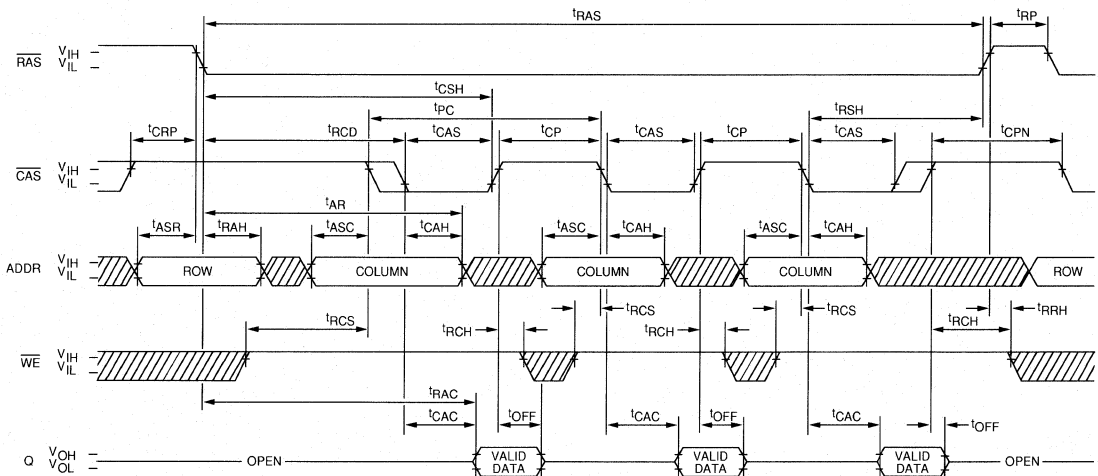 tRAS
tRP
RAS VIH
VIL
tCSH
tPC
tRSH
tCRP
tRCD
tCAS
tCP
tCAS
tCP
tCAS
tCPN
CAS VIH
VIL
tAR
tASR
tRAH
tASC
tCAH
tASC
tCAH
tASC
tCAH
ADDR VIH
VIL
ROW
COLUMN
COLUMN
COLUMN
ROW
tRCS
tRCH
tRCS
tRCH
tRCS
tRCH
tRRH
WE VIH
VIL
tRAC
tCAC
tOFF
tCAC
tOFF
tCAC
tOFF
Q VOH
VOL
OPEN
VALID DATA
VALID DATA
VALID DATA
OPEN